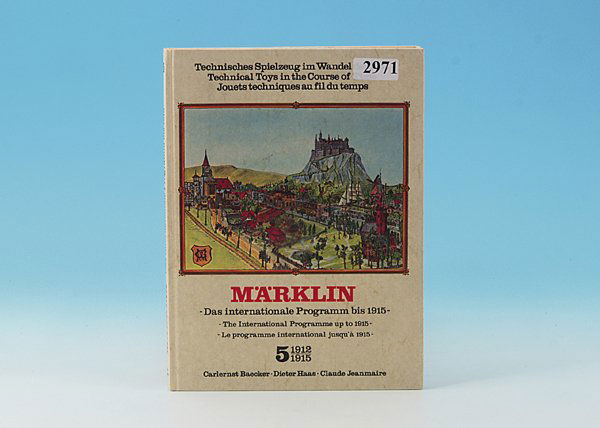 Technisches Spielzeug im Wandel
Technical Toys in the Course of
Jouets techniques au fil du temps
2971
MÄRKLIN
- Das internationale Programm bis 1915 -
- The International Programme up to 1915 -
- Le programme international jusqu'à 1915 -
5 1912
1915
Carlernst Baecker · Dieter Haas · Claude Jeanmaire